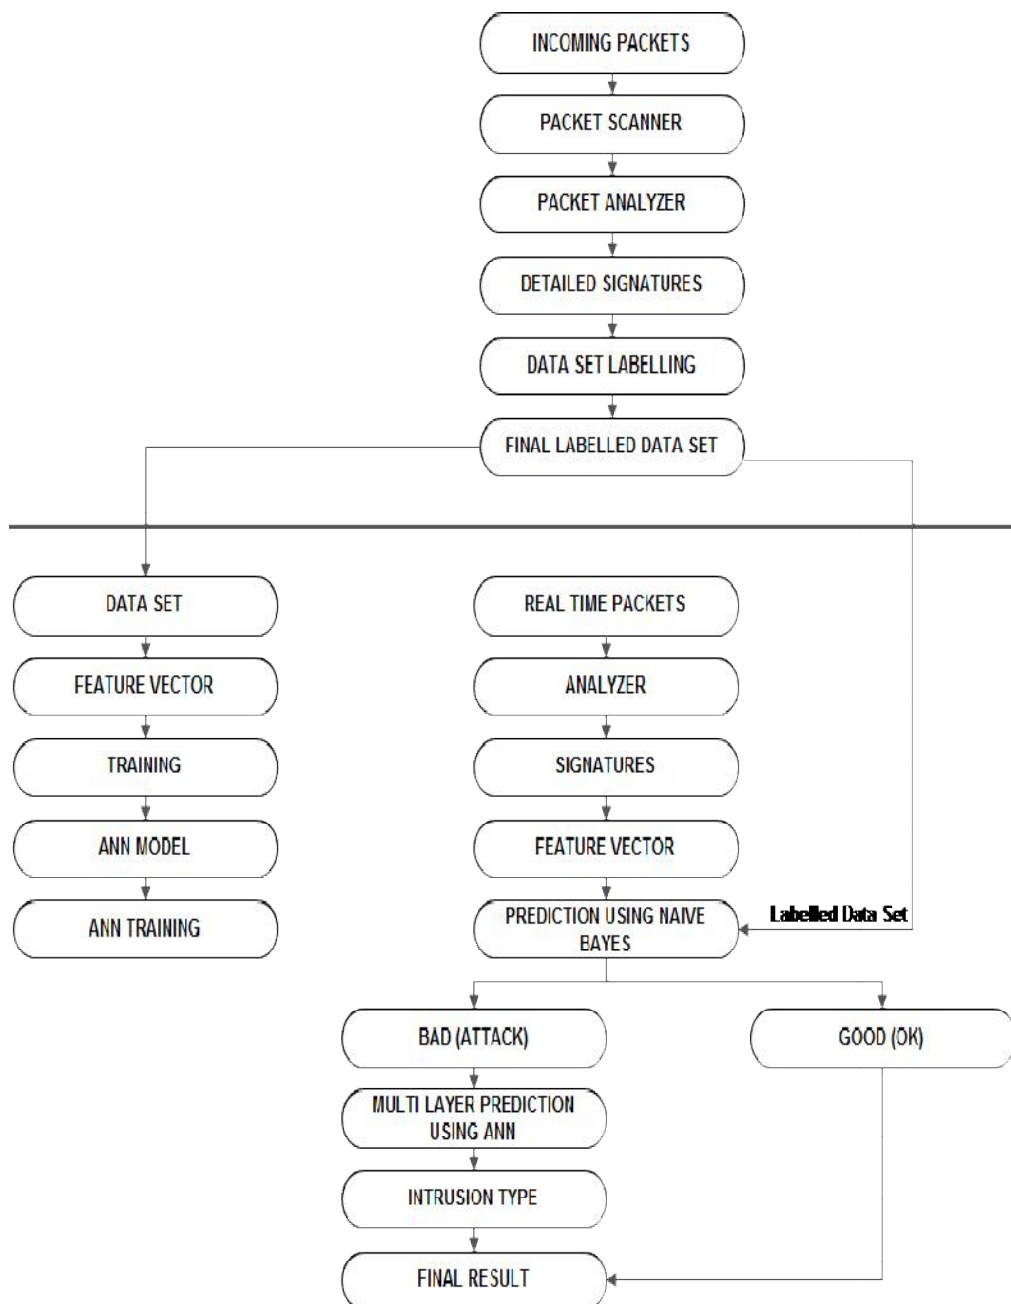 INCOMING PACKETS
PACKET SCANNER
PACKET ANALYZER
DETAILED SIGNATURES
DATA SET LABELLING
FINAL LABELLED DATA SET
DATA SET
FEATURE VECTOR
TRAINING
ANN MODEL
ANN TRAINING
REAL TIME PACKETS
ANALYZER
SIGNATURES
FEATURE VECTOR
PREDICTION USING NAIVE
BAYES
Labelled Data Set
BAD (ATTACK)
GOOD (OK)
MULTI LAYER PREDICTION
USING ANN
INTRUSION TYPE
FINAL RESULT